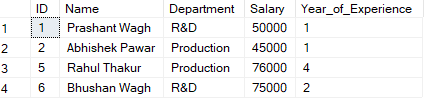 ID Name Department Salary Year_of_Experience
1 1 Prashant Wagh R&D 50000 1
2 2 Abhishek Pawar Production 45000 1
3 5 Rahul Thakur Production 76000 4
4 6 Bhushan Wagh R&D 75000 2